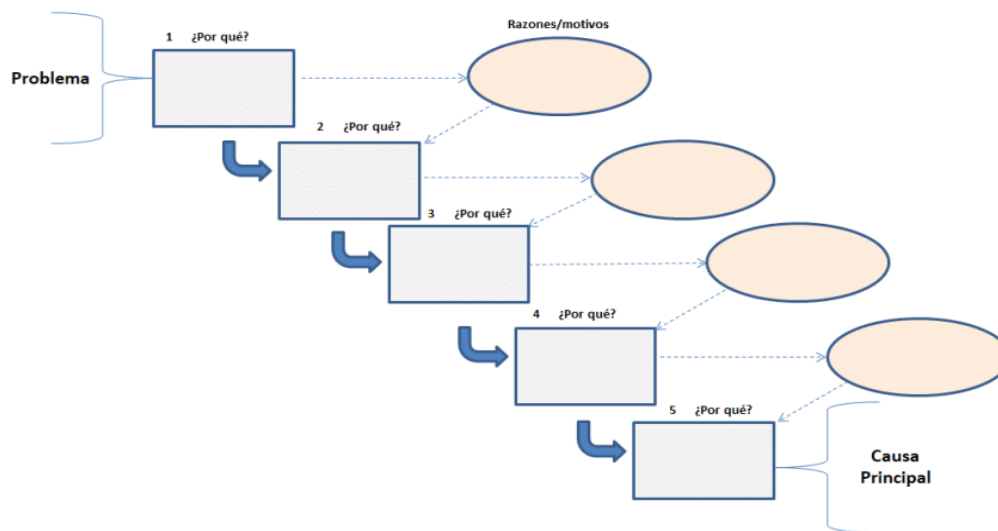 Razones/motivos
1 ¿Por qué?
Problema
2 ¿Por qué?
3 ¿Por qué?
4 ¿Por qué?
5 ¿Por qué?
Causa
Principal